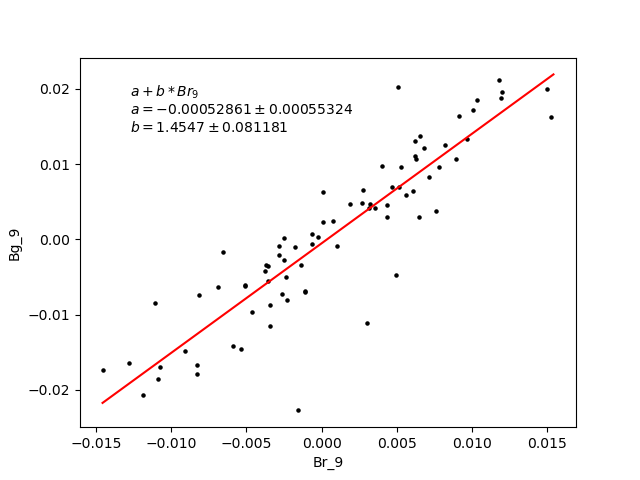 a + b * Br₉
a = −0.00052861 ± 0.00055324
b = 1.4547 ± 0.081181
0.02
0.01
0.00
−0.01
−0.02
Bg_9
−0.015 −0.010 −0.005 0.000 0.005 0.010 0.015
Br_9